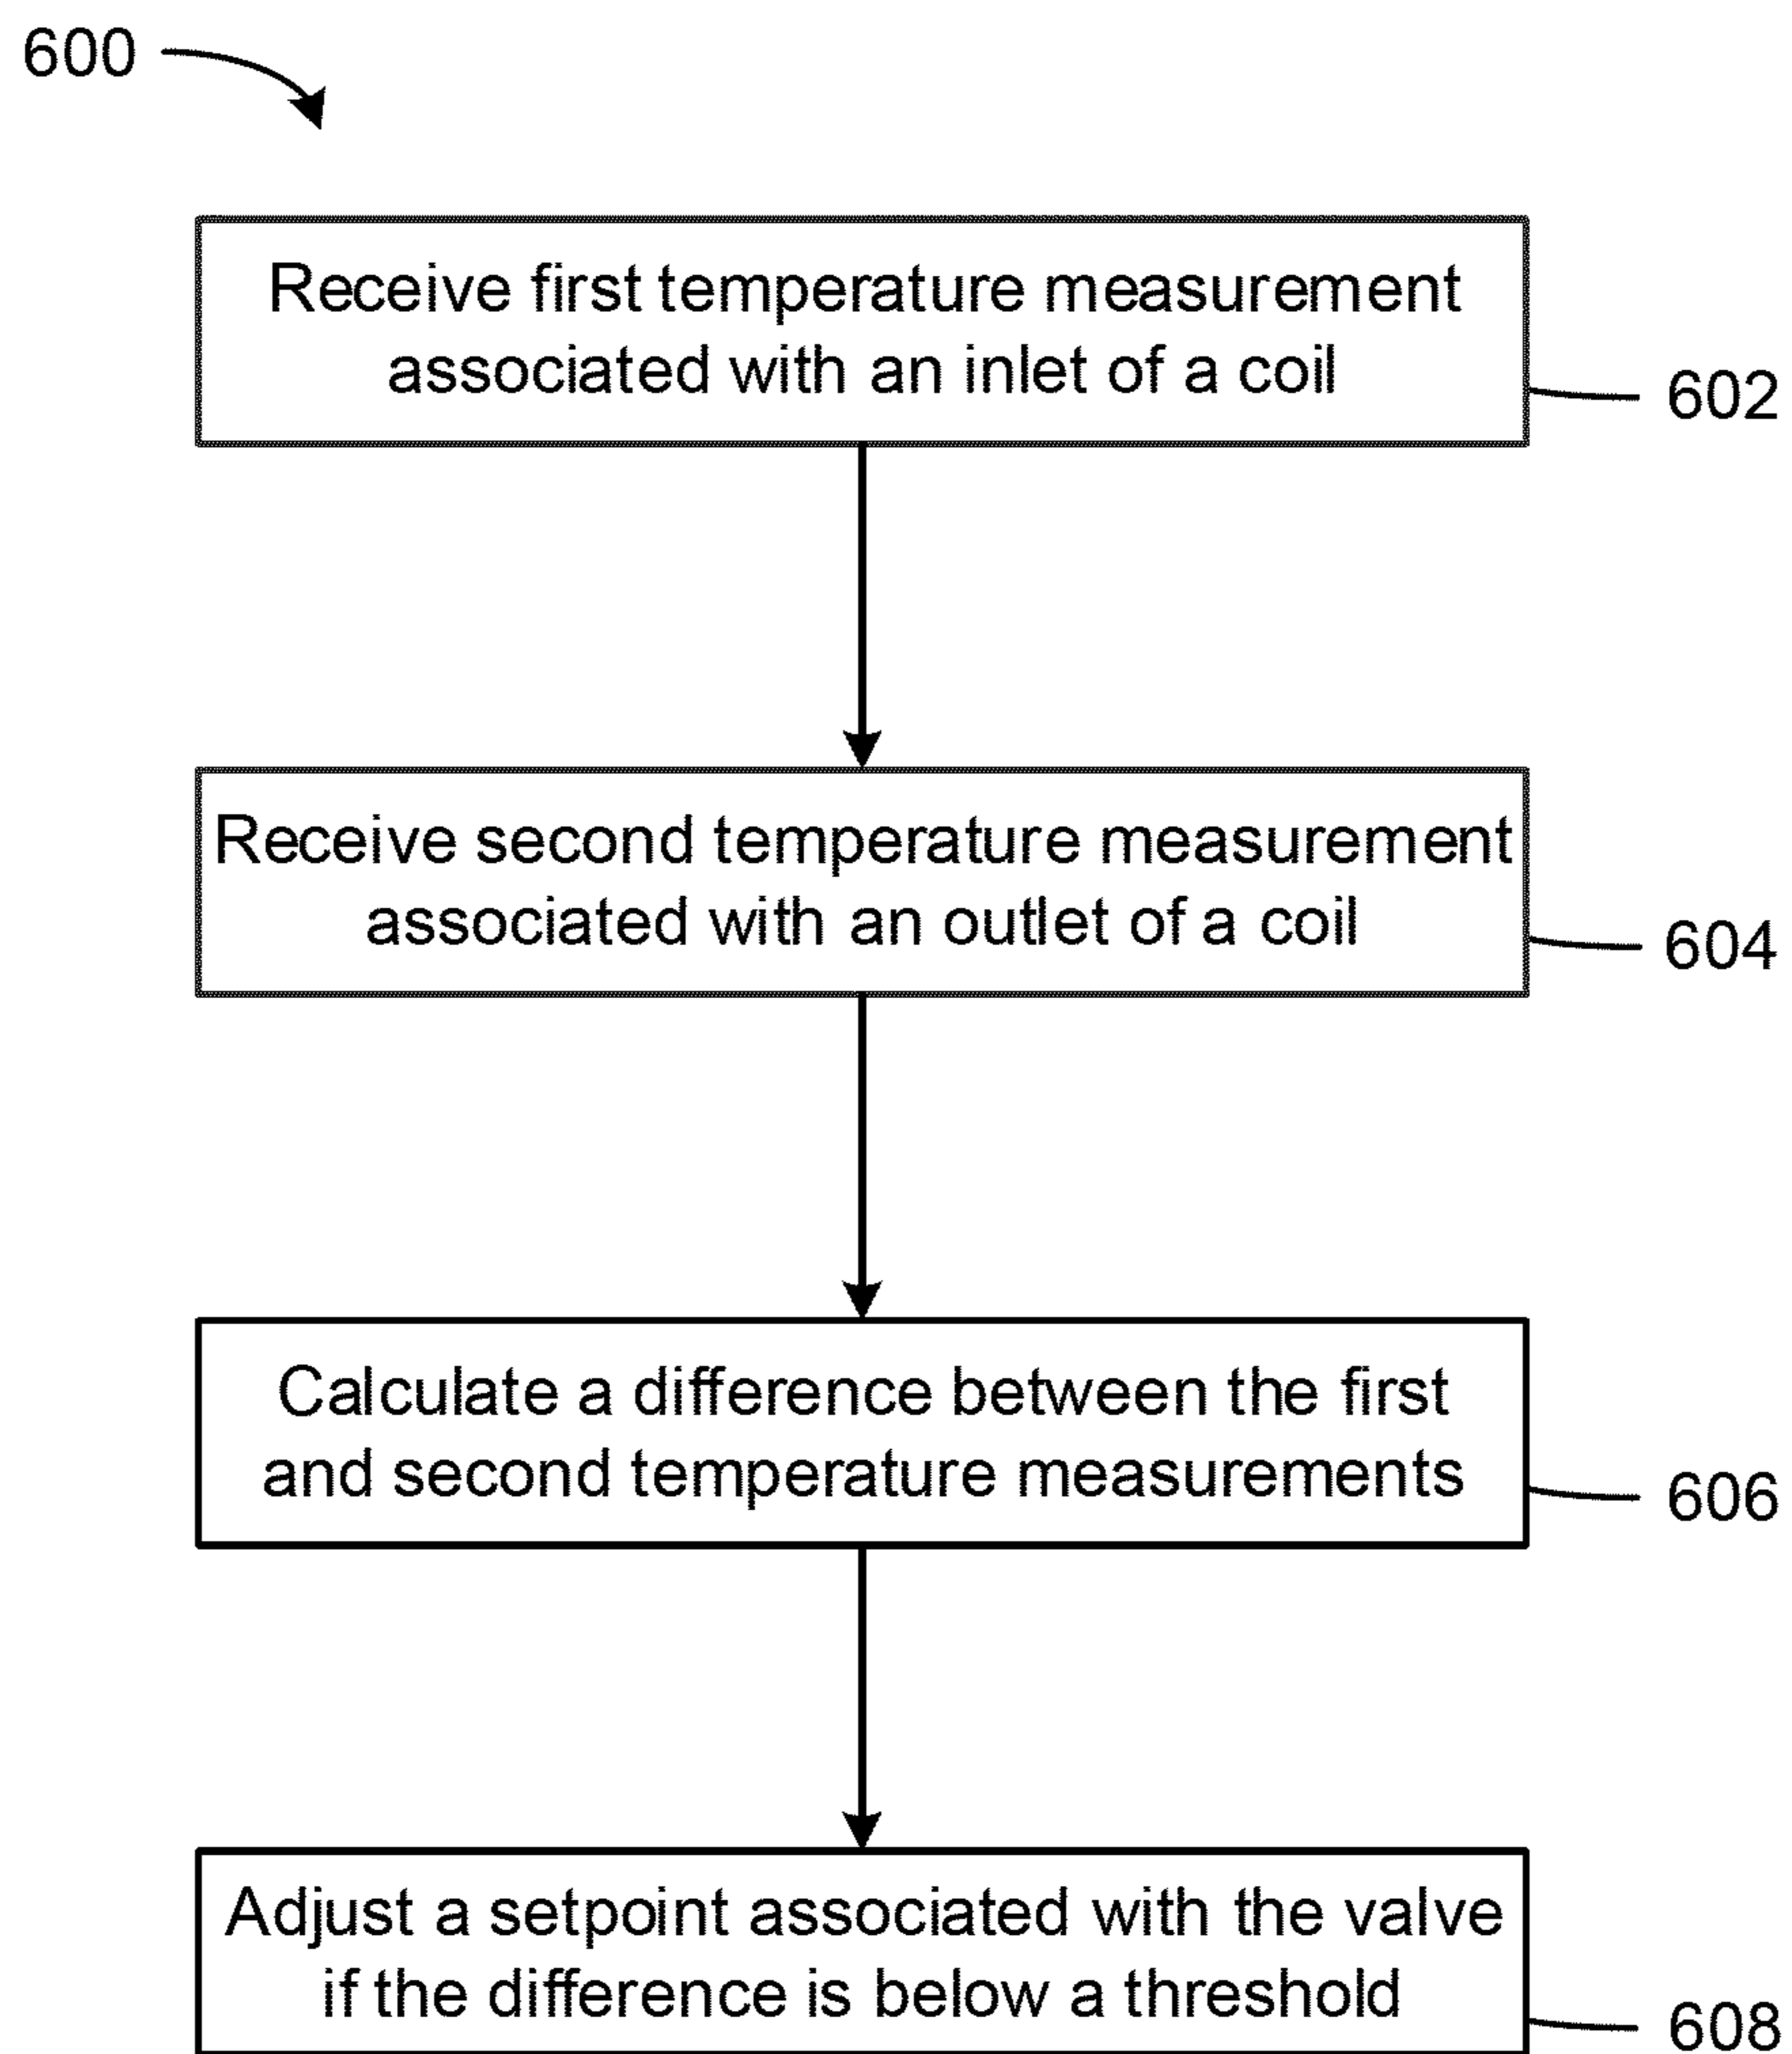 600
Receive first temperature measurement
associated with an inlet of a coil
602
Receive second temperature measurement
associated with an outlet of a coil
604
Calculate a difference between the first
and second temperature measurements
606
Adjust a setpoint associated with the valve
if the difference is below a threshold
608